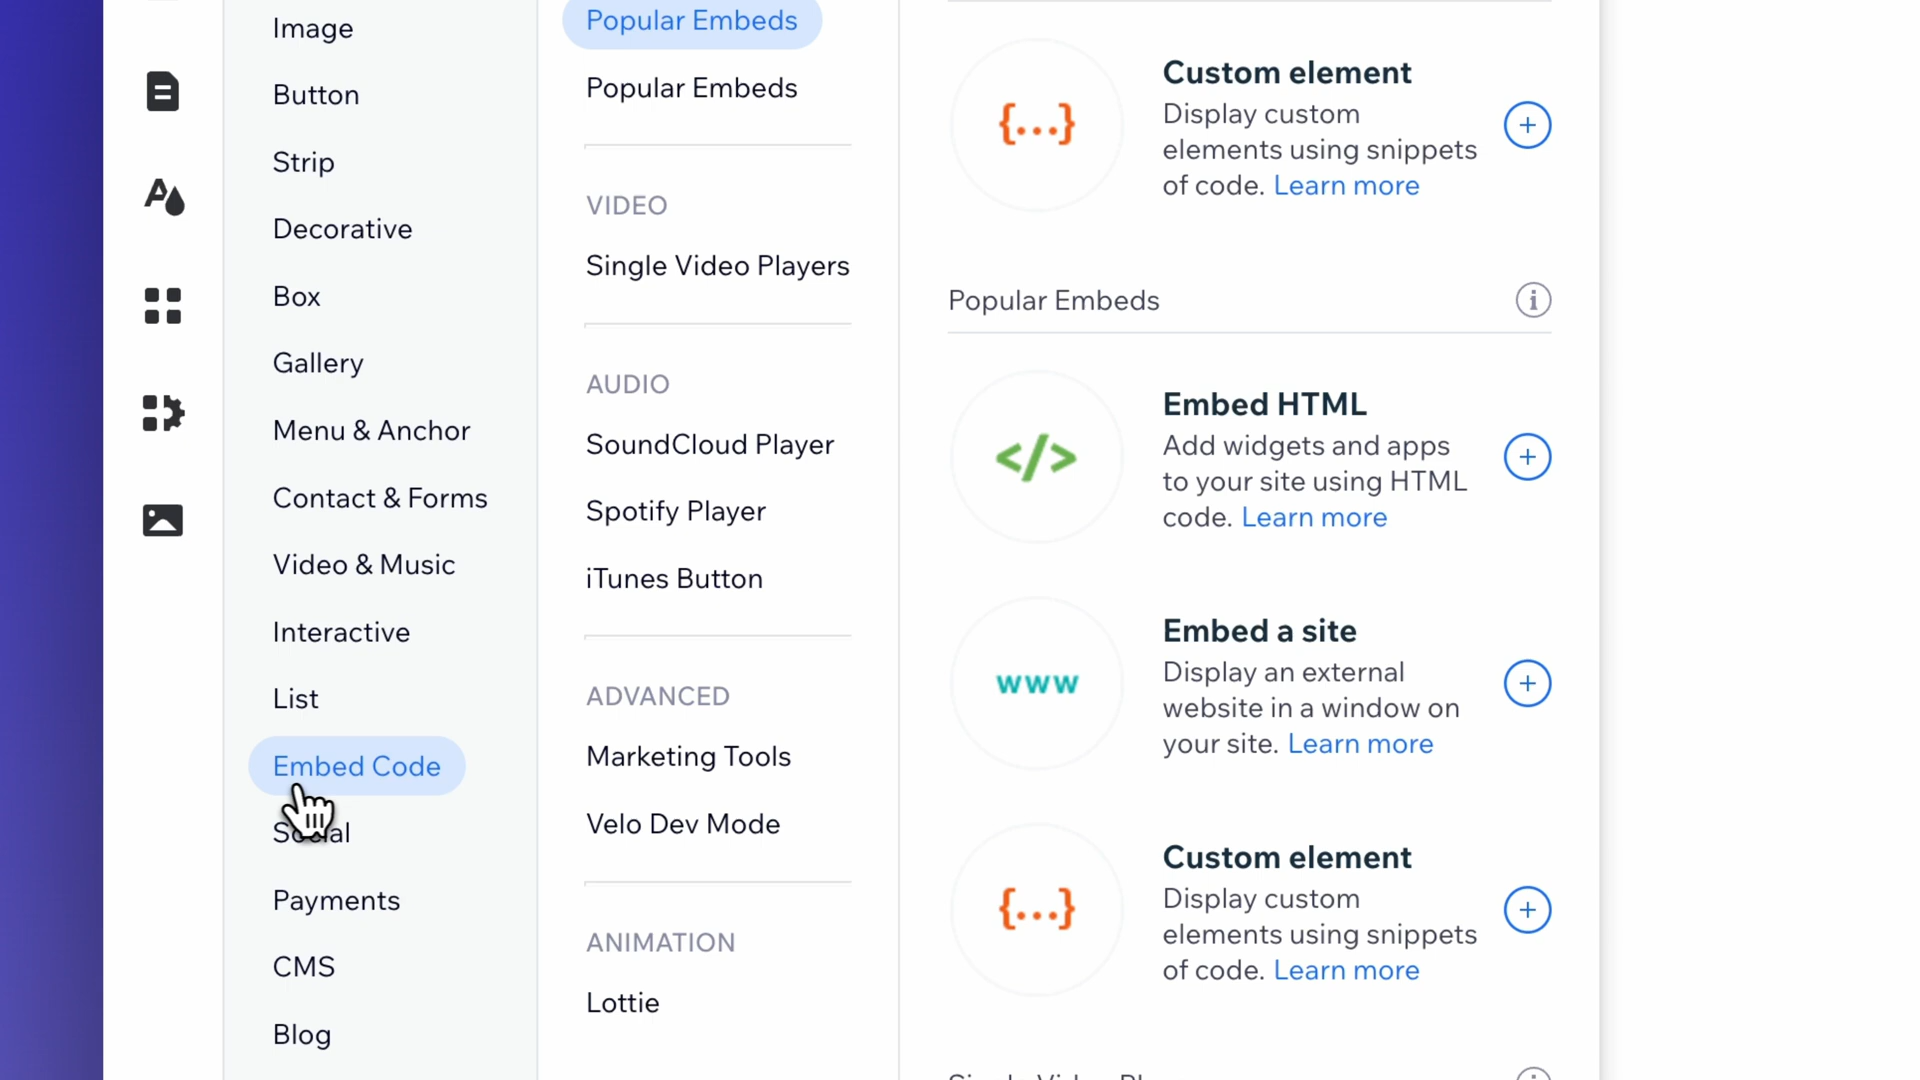 Image
Button
Strip
Decorative
Box
Gallery
Menu & Anchor
Contact & Forms
Video & Music
Interactive
List
Embed Code
Social
Payments
CMS
Blog
Popular Embeds
Popular Embeds
VIDEO
Single Video Players
AUDIO
SoundCloud Player
Spotify Player
iTunes Button
ADVANCED
Marketing Tools
Velo Dev Mode
ANIMATION
Lottie
{...}
Custom element
Display custom
elements using snippets
of code. Learn more
Popular Embeds
</>
Embed HTML
Add widgets and apps
to your site using HTML
code. Learn more
www
Embed a site
Display an external
website in a window on
your site. Learn more
{...}
Custom element
Display custom
elements using snippets
of code. Learn more